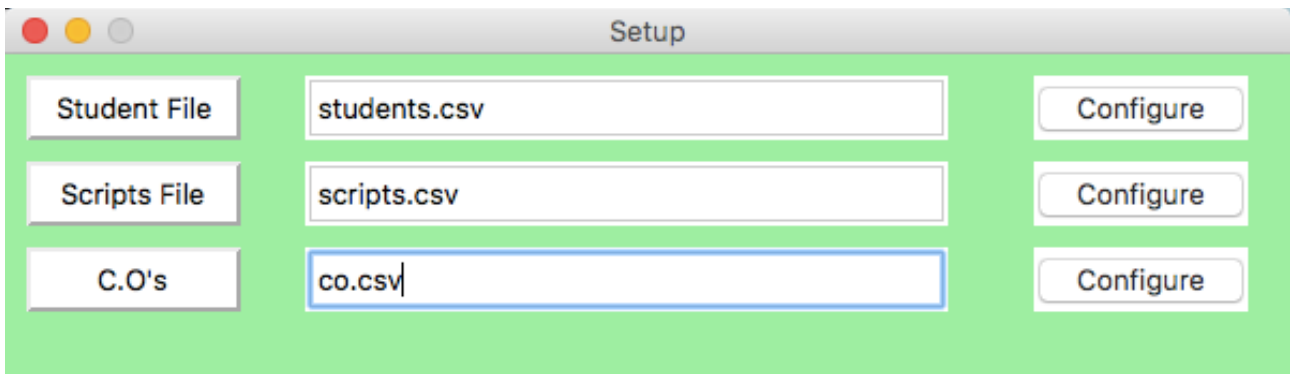 Setup
Student File students.csv Configure
Scripts File scripts.csv Configure
C.O's co.csv Configure